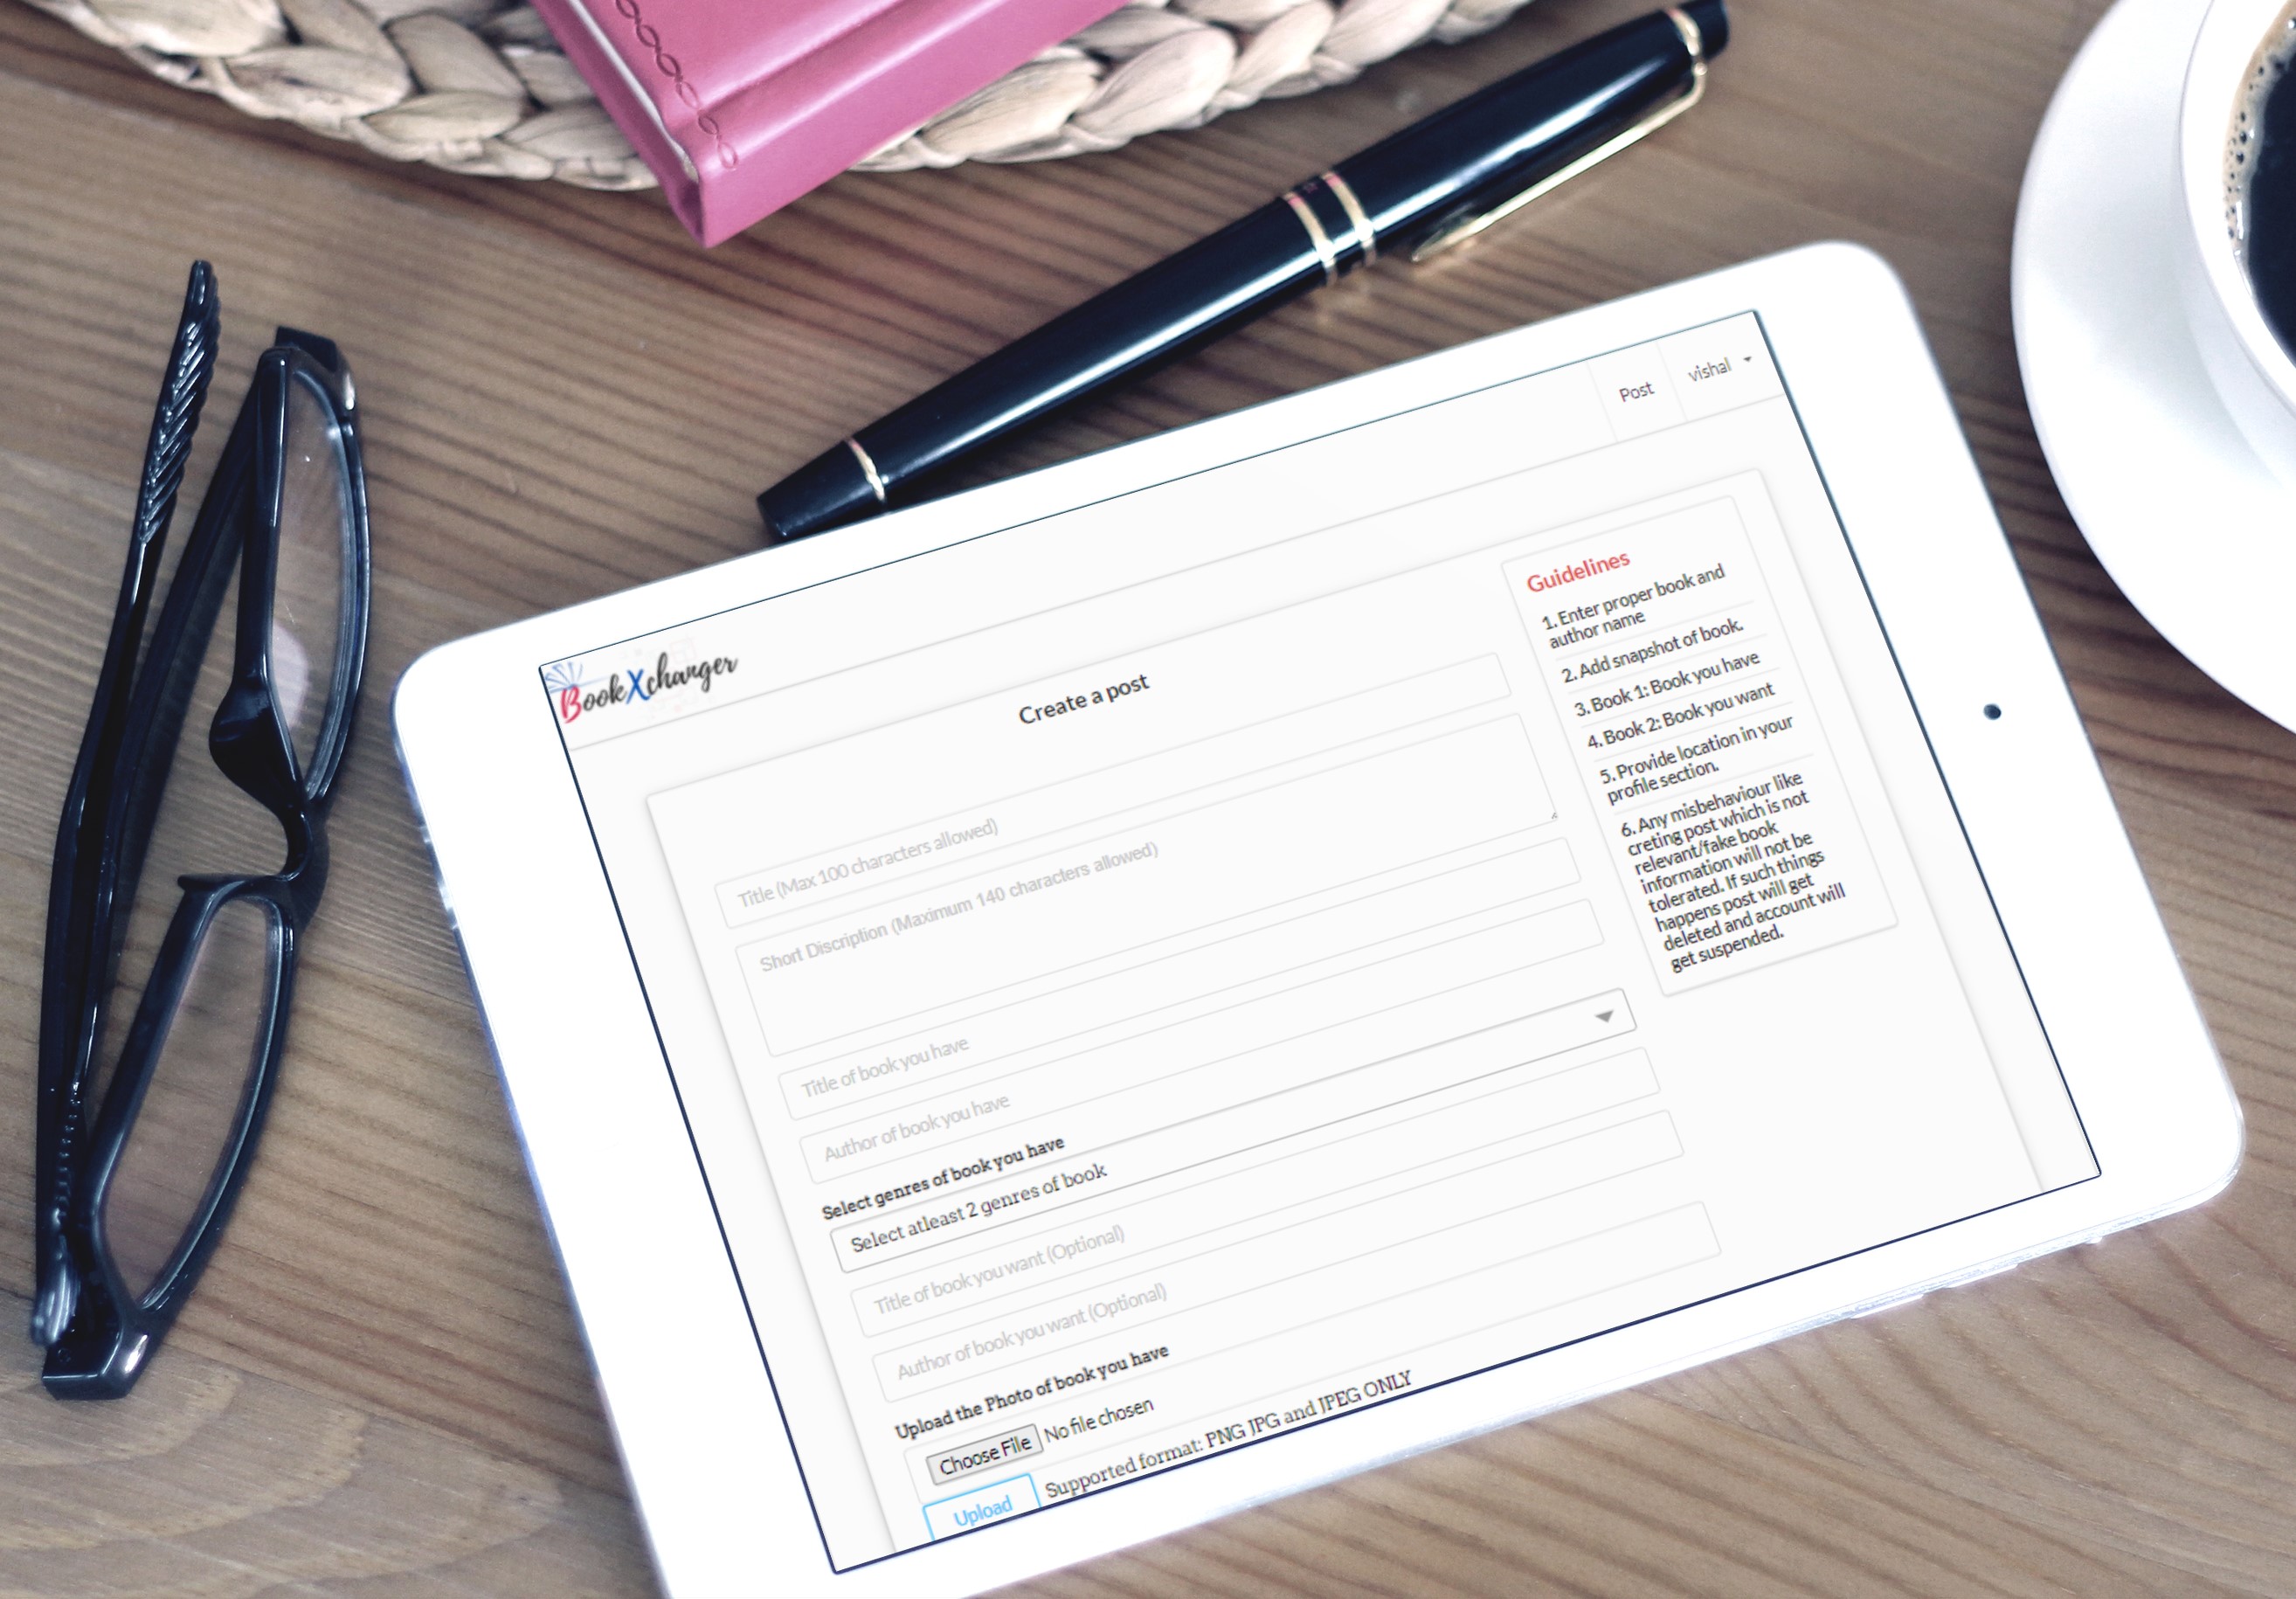 Post
vishal
BookXchanger
Create a post
Title (Max 100 characters allowed)
Short Discription (Maximum 140 characters allowed)
Title of book you have
Author of book you have
Select genres of book you have
Select atleast 2 genres of book
Title of book you want (Optional)
Author of book you want (Optional)
Upload the Photo of book you have
Choose File No file chosen
Upload Supported format: PNG JPG and JPEG ONLY
Guidelines
1. Enter proper book and
author name
2. Add snapshot of book.
3. Book 1: Book you have
4. Book 2: Book you want
5. Provide location in your
profile section.
6. Any misbehaviour like
creting post which is not
relevant/fake book
information will not be
tolerated. If such things
happens post will get
deleted and account will
get suspended.